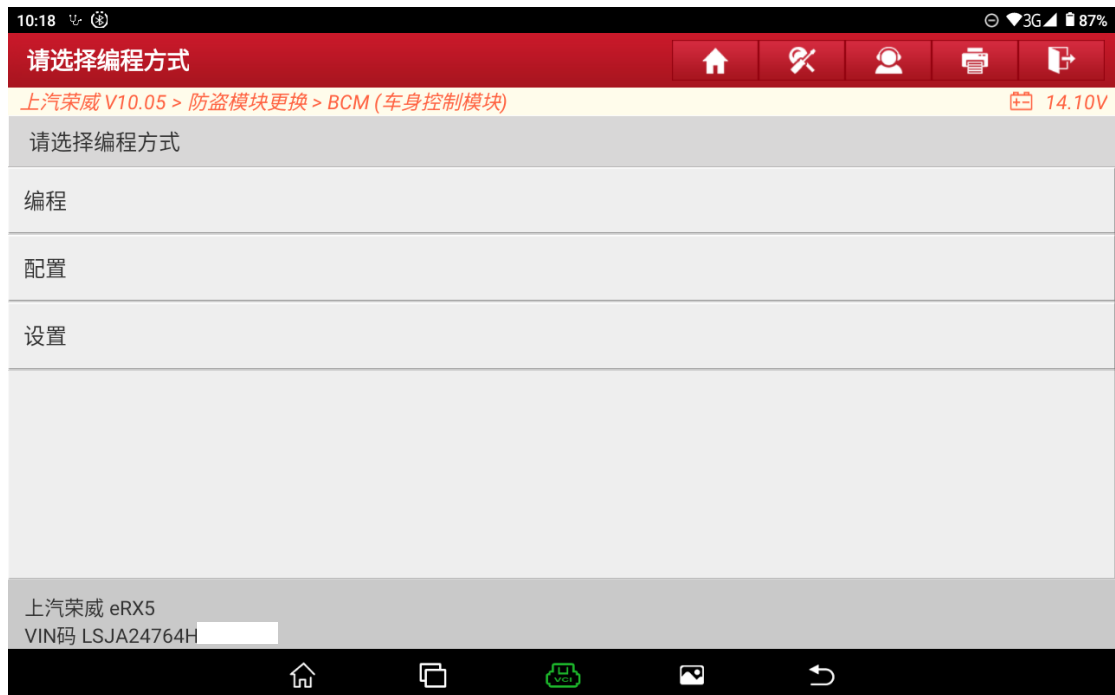 10:18
3G 87%
请选择编程方式
上汽荣威 V10.05 > 防盗模块更换 > BCM (车身控制模块)
14.10V
请选择编程方式
编程
配置
设置
上汽荣威 eRX5
VIN码 LSJA24764H
VCI